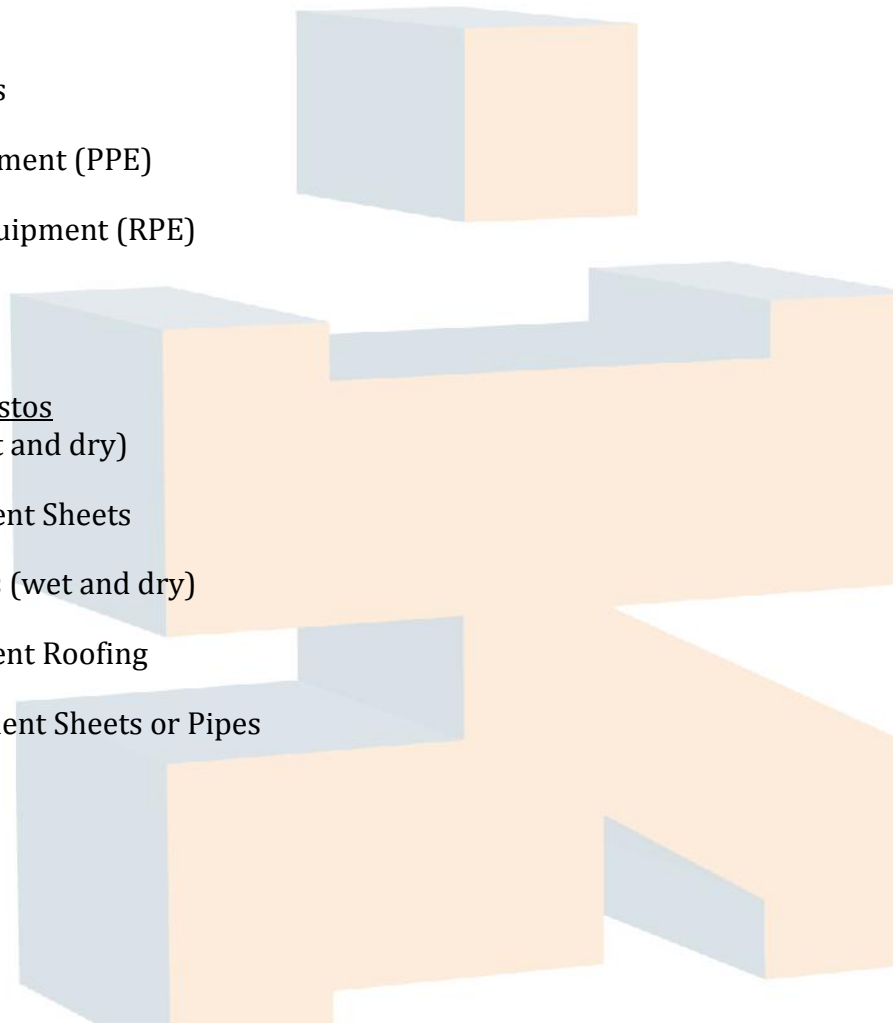 s
ment (PPE)
uipment (RPE)
stos
t and dry)
ent Sheets
s (wet and dry)
ent Roofing
ent Sheets or Pipes